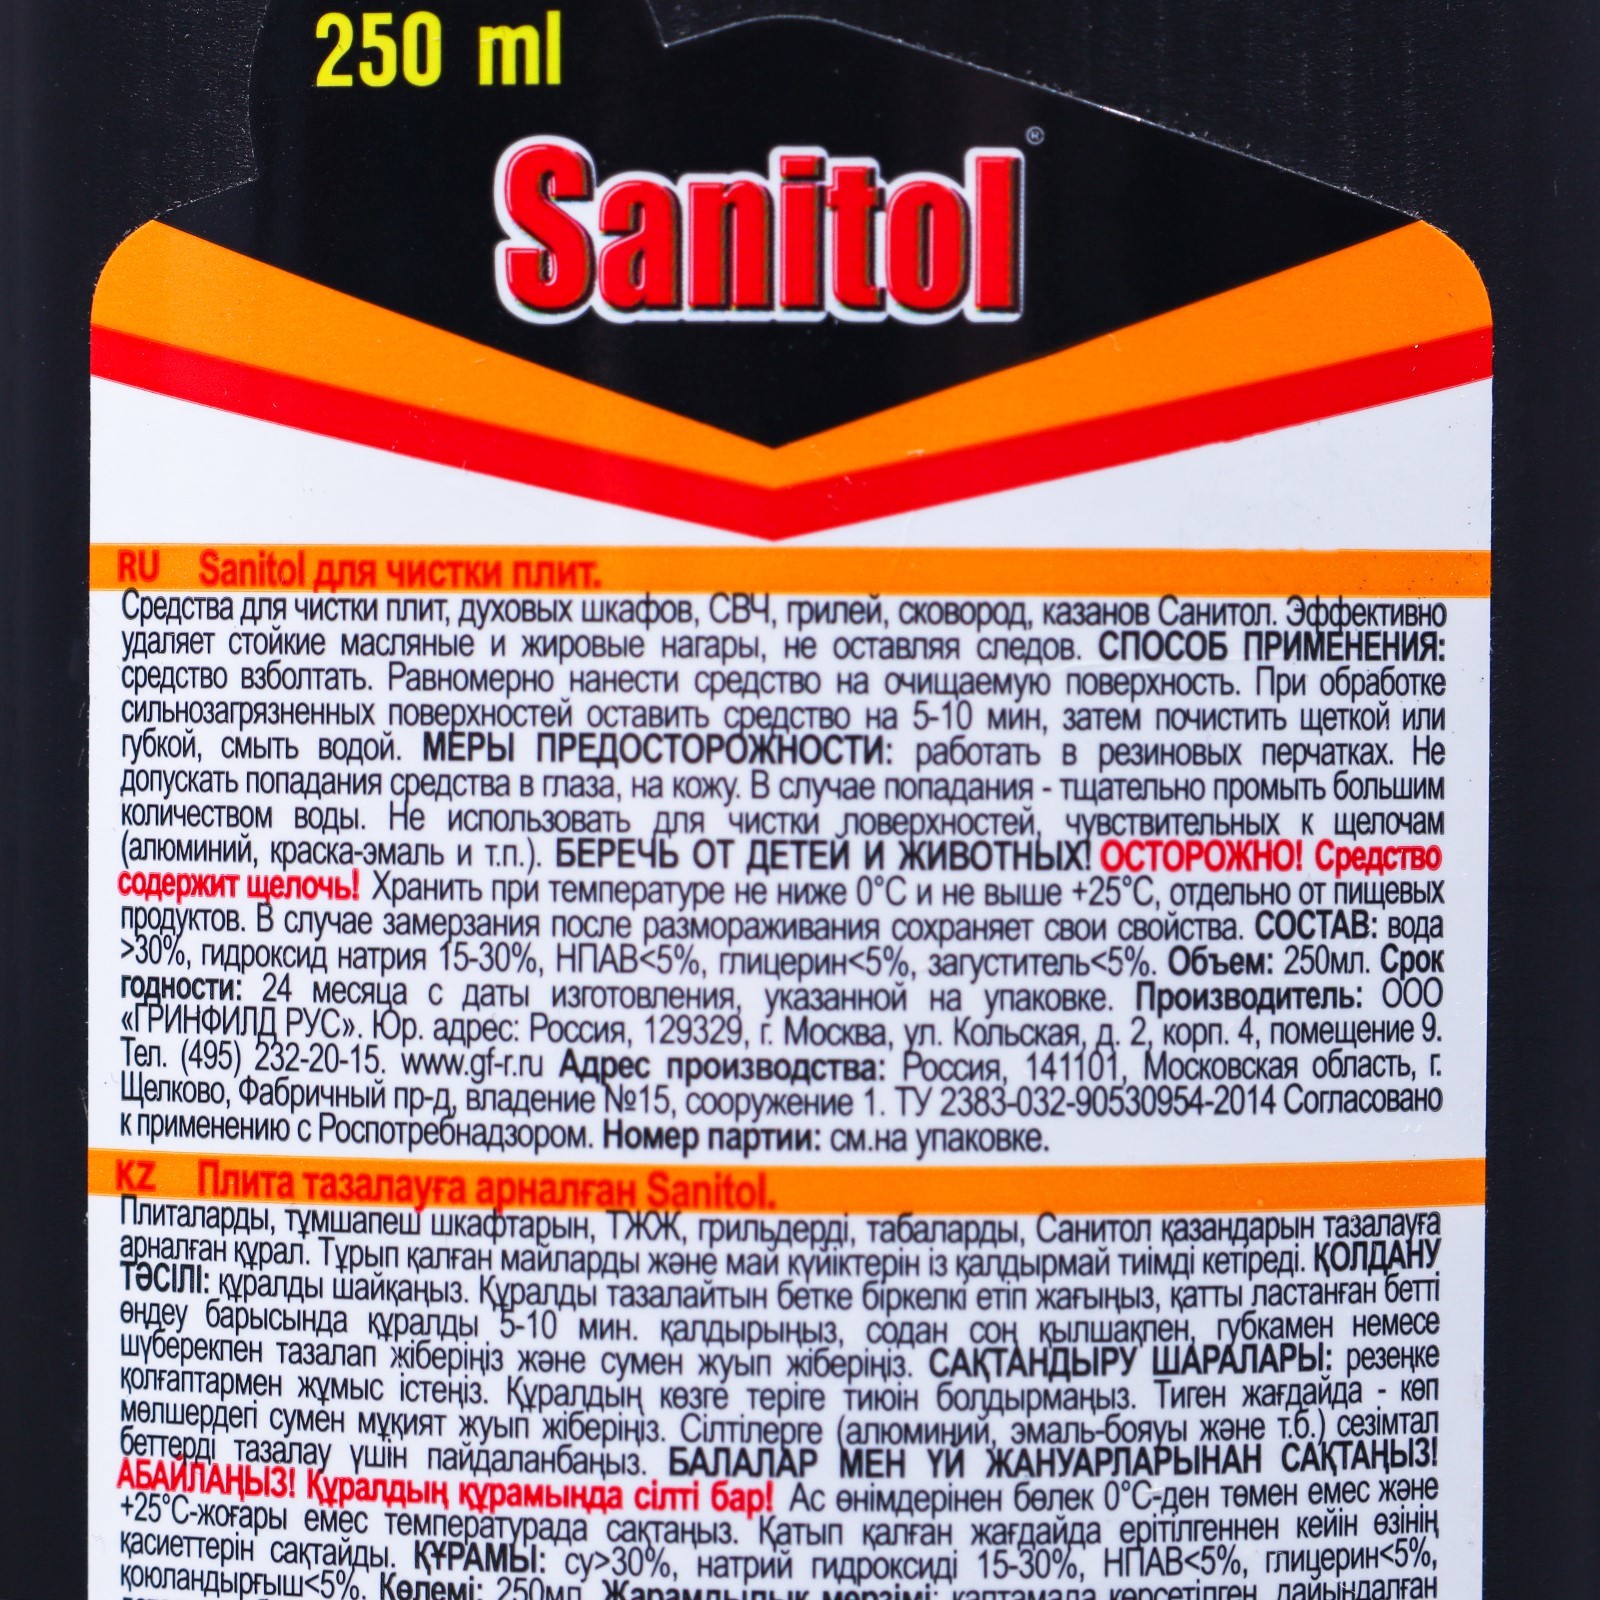 250 ml
Sanitol®
RU Sanitol для чистки плит.
Средства для чистки плит, духовых шкафов, СВЧ, грилей, сковород, казанов Санитол. Эффективно
удаляет стойкие масляные и жировые нагары, не оставляя следов. СПОСОБ ПРИМЕНЕНИЯ:
средство взболтать. Равномерно нанести средство на очищаемую поверхность. При обработке
сильнозагрязненных поверхностей оставить средство на 5-10 мин, затем почистить щеткой или
губкой, смыть водой. МЕРЫ ПРЕДОСТОРОЖНОСТИ: работать в резиновых перчатках. Не
допускать попадания средства в глаза, на кожу. В случае попадания - тщательно промыть большим
количеством воды. Не использовать для чистки поверхностей, чувствительных к щелочам
(алюминий, краска-эмаль и т.п.). БЕРЕЧЬ ОТ ДЕТЕЙ И ЖИВОТНЫХ! ОСТОРОЖНО! Средство
содержит щелочь! Хранить при температуре не ниже 0°С и не выше +25°С, отдельно от пищевых
продуктов. В случае замерзания после размораживания сохраняет свои свойства. СОСТАВ: вода
>30%, гидроксид натрия 15-30%, НПАВ<5%, глицерин<5%, загуститель<5%. Объем: 250мл. Срок
годности: 24 месяца с даты изготовления, указанной на упаковке. Производитель: ООО
«ГРИНФИЛД РУС». Юр. адрес: Россия, 129329, г. Москва, ул. Кольская, д. 2, корп. 4, помещение 9.
Тел. (495) 232-20-15. www.gf-r.ru Адрес производства: Россия, 141101, Московская область, г.
Щелково, Фабричный пр-д, владение №15, сооружение 1. ТУ 2383-032-90530954-2014 Согласовано
к применению с Роспотребнадзором. Номер партии: см.на упаковке.
KZ Плита тазалауға арналған Sanitol.
Плиталарды, тұмшапеш шкафтарын, ТЖЖ, грильдерді, табаларды, Санитол қазандарын тазалауға
арналған құрал. Тұрып қалған майларды және май күйіктерін із қалдырмай тиімді кетіреді. ҚОЛДАНУ
ТӘСІЛІ: құралды шайқаңыз. Құралды тазалайтын бетке біркелкі етіп жағыңыз, қатты ластанған бетті
өңдеу барысында құралды 5-10 мин. қалдырыңыз, содан соң қылшақпен, губкамен немесе
шүберекпен тазалап жіберіңіз және сумен жуып жіберіңіз. САҚТАНДЫРУ ШАРАЛАРЫ: резеңке
қолғаптармен жұмыс істеңіз. Құралдың көзге теріге тиюін болдырмаңыз. Тиген жағдайда - көп
мөлшердегі сумен мұқият жуып жіберіңіз. Сілтілерге (алюминий, эмаль-бояуы және т.б.) сезімтал
беттерді тазалау үшін пайдаланбаңыз. БАЛАЛАР МЕН ҮЙ ЖАНУАРЛАРЫНАН САҚТАҢЫЗ!
АБАЙЛАҢЫЗ! Құралдың құрамында сілті бар! Ас өнімдерінен бөлек 0°С-ден төмен емес және
+25°С-жоғары емес температурада сақтаңыз. Қатып қалған жағдайда ерітілгеннен кейін өзінің
қасиеттерін сақтайды. ҚҰРАМЫ: су>30%, натрий гидроксиді 15-30%, НПАВ<5%, глицерин<5%,
қоюландырғыш<5%. Көлемі: 250мл. Жарамдылық мерзімі: қаптамада көрсетілген, дайындалған